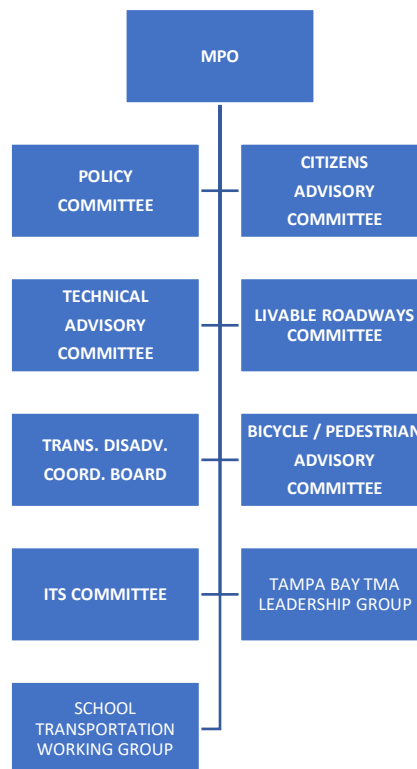 MPO
POLICY
COMMITTEE
CITIZENS
ADVISORY
COMMITTEE
TECHNICAL
ADVISORY
COMMITTEE
LIVABLE ROADWAYS
COMMITTEE
TRANS. DISADV.
COORD. BOARD
BICYCLE / PEDESTRIAN
ADVISORY
COMMITTEE
ITS COMMITTEE
TAMPA BAY TMA
LEADERSHIP GROUP
SCHOOL
TRANSPORTATION
WORKING GROUP